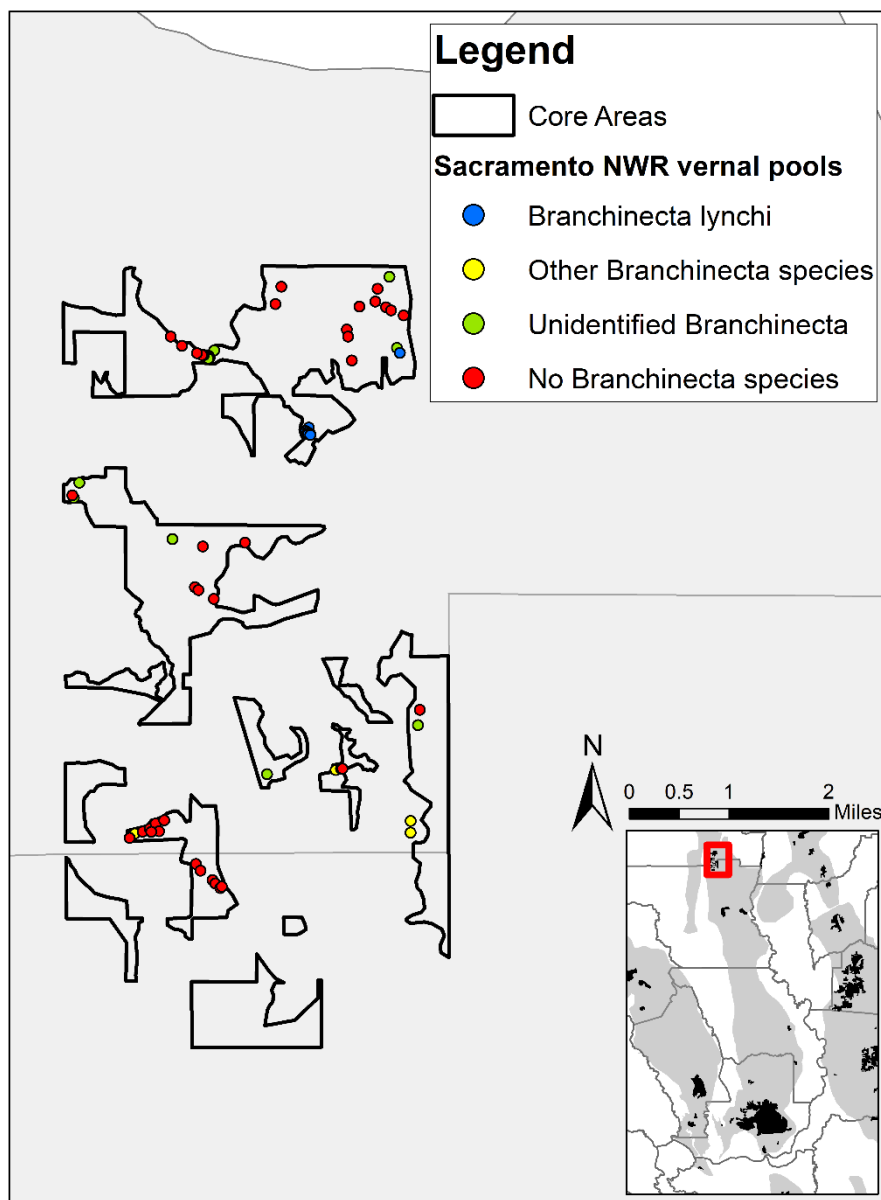 Legend
Core Areas
Sacramento NWR vernal pools
Branchinecta lynchi
Other Branchinecta species
Unidentified Branchinecta
No Branchinecta species
N
0 0.5 1 2
Miles